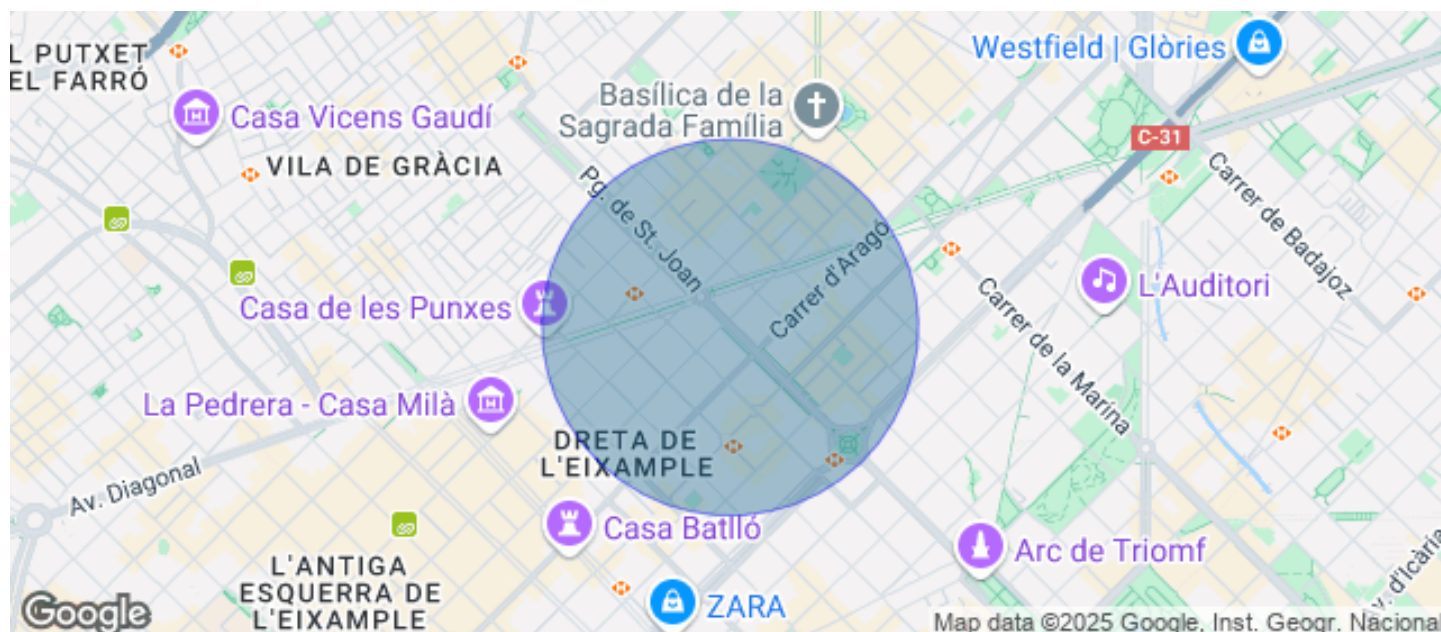 L PUTXET
EL FARRÓ
Casa Vicens Gaudí
VILA DE GRÀCIA
Basílica de la
Sagrada Família
Westfield | Glòries
C-31
Carrer de Badajoz
Pg. de St. Joan
Carrer d'Aragó
L'Auditori
Carrer de la Marina
Casa de les Punxes
La Pedrera - Casa Milà
DRETA DE
L'EIXAMPLE
Av. Diagonal
Casa Batlló
Arc de Triomf
L'ANTIGA
ESQUERRA DE
L'EIXAMPLE
ZARA
Av. d'Icària
Google
Map data ©2025 Google, Inst. Geogr. Nacional